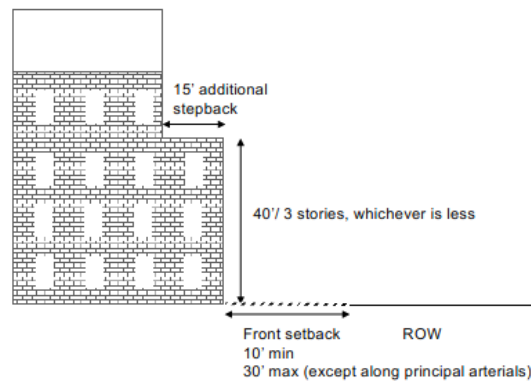 15' additional
stepback
40'/ 3 stories, whichever is less
Front setback
10' min
30' max (except along principal arterials)
ROW